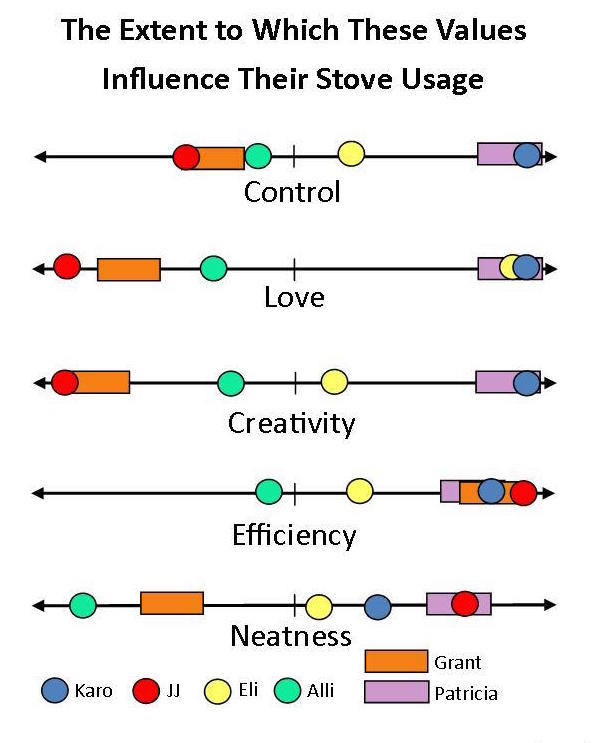 The Extent to Which These Values
Influence Their Stove Usage
Control
Love
Creativity
Efficiency
Neatness
Grant
Karo JJ Eli Alli Patricia